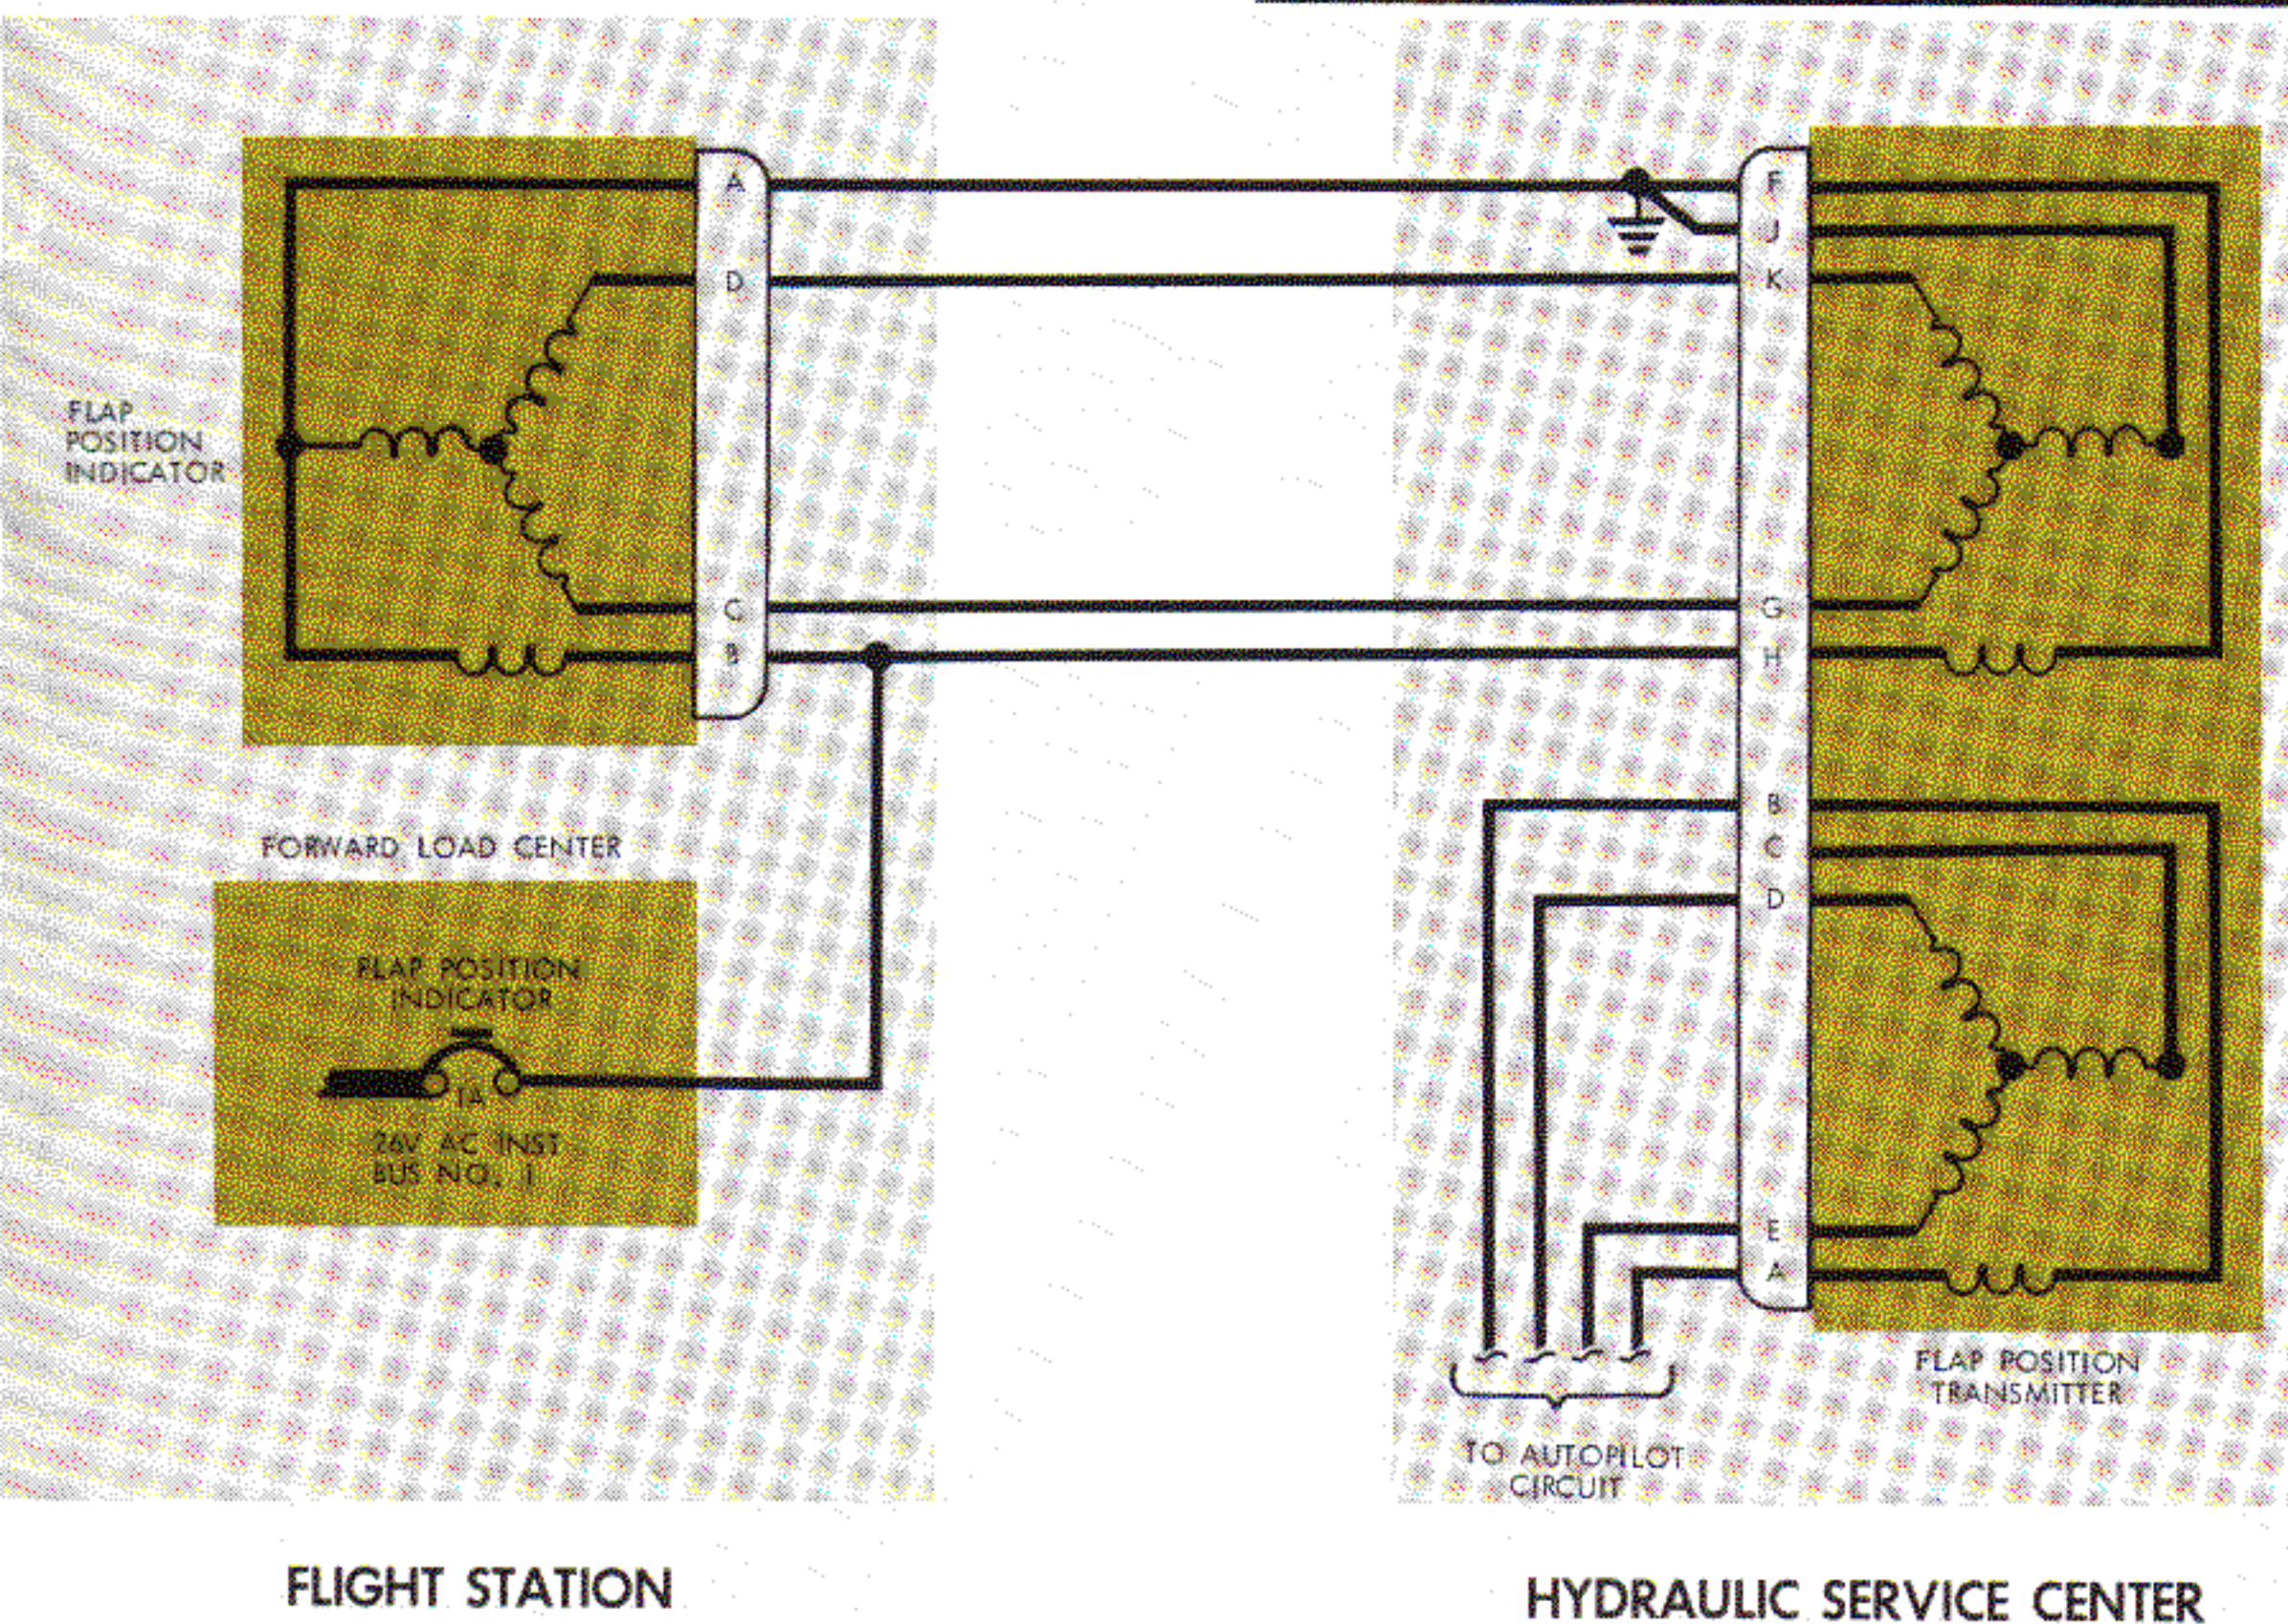 A
D
C
B
FLAP
POSITION
INDICATOR
FORWARD LOAD CENTER
FLAP POSITION
INDICATOR
1A
26V AC INST
BUS NO. 1
F
J
K
G
H
B
C
D
E
A
FLAP POSITION
TRANSMITTER
TO AUTOPILOT
CIRCUIT
FLIGHT STATION
HYDRAULIC SERVICE CENTER